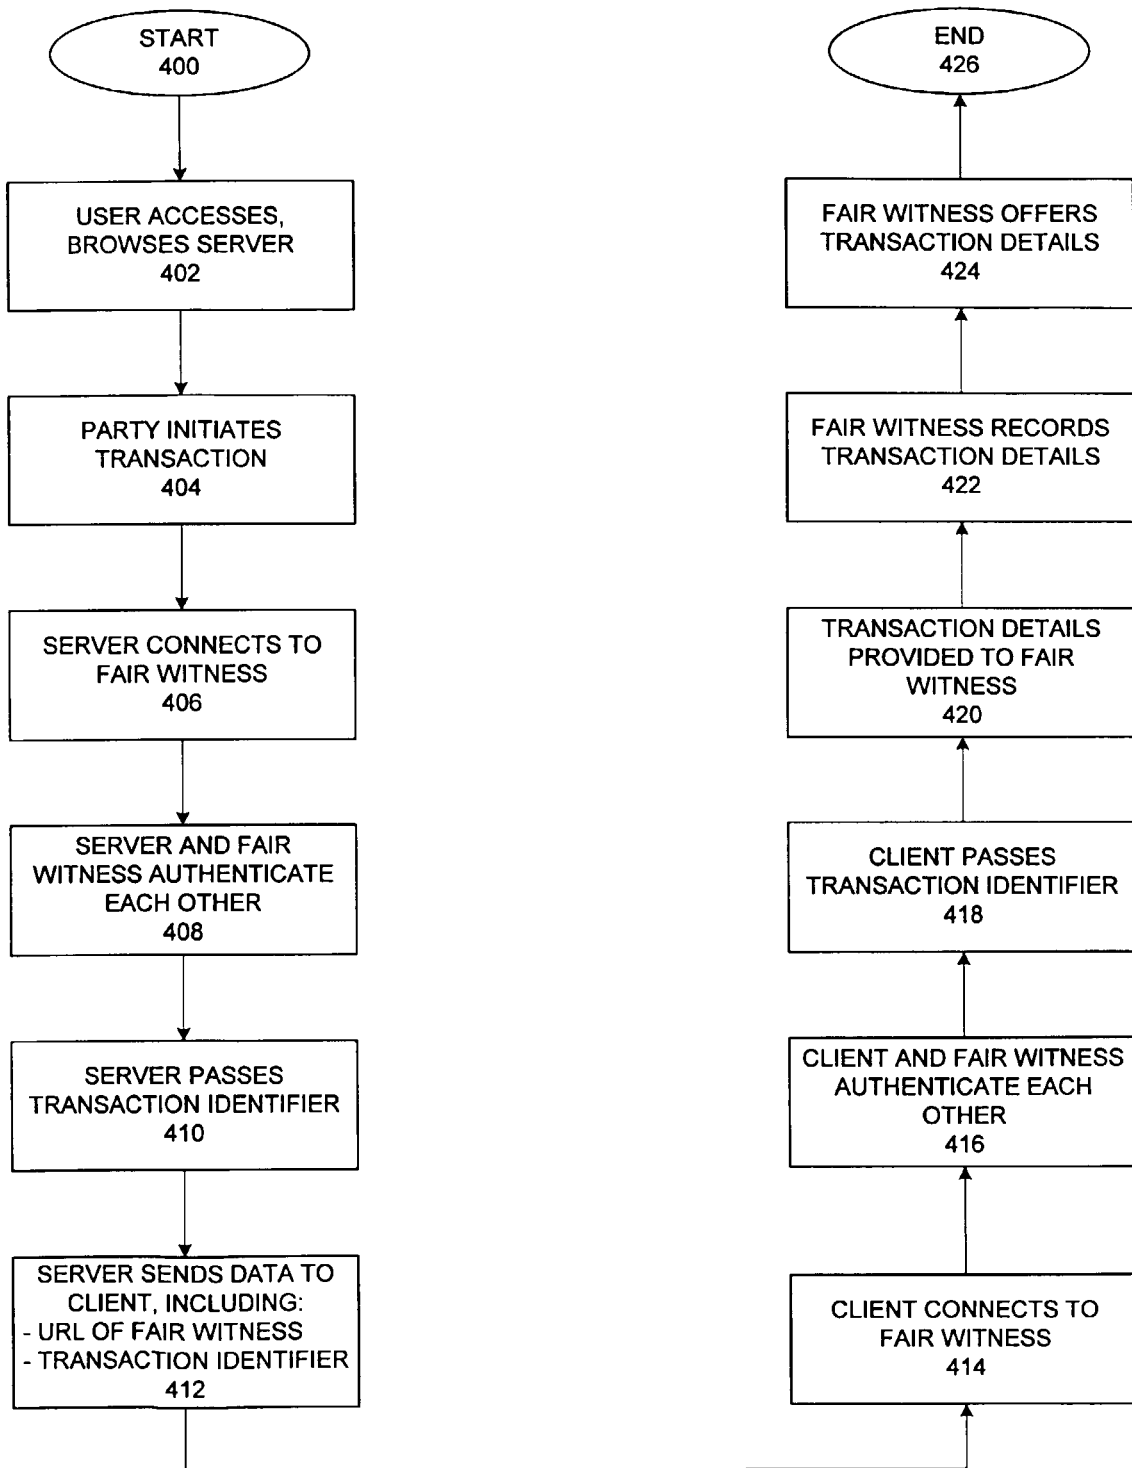 START
400
USER ACCESSES,
BROWSES SERVER
402
PARTY INITIATES
TRANSACTION
404
SERVER CONNECTS TO
FAIR WITNESS
406
SERVER AND FAIR
WITNESS AUTHENTICATE
EACH OTHER
408
SERVER PASSES
TRANSACTION IDENTIFIER
410
SERVER SENDS DATA TO
CLIENT, INCLUDING:
- URL OF FAIR WITNESS
- TRANSACTION IDENTIFIER
412
CLIENT CONNECTS TO
FAIR WITNESS
414
CLIENT AND FAIR WITNESS
AUTHENTICATE EACH
OTHER
416
CLIENT PASSES
TRANSACTION IDENTIFIER
418
TRANSACTION DETAILS
PROVIDED TO FAIR
WITNESS
420
FAIR WITNESS RECORDS
TRANSACTION DETAILS
422
FAIR WITNESS OFFERS
TRANSACTION DETAILS
424
END
426